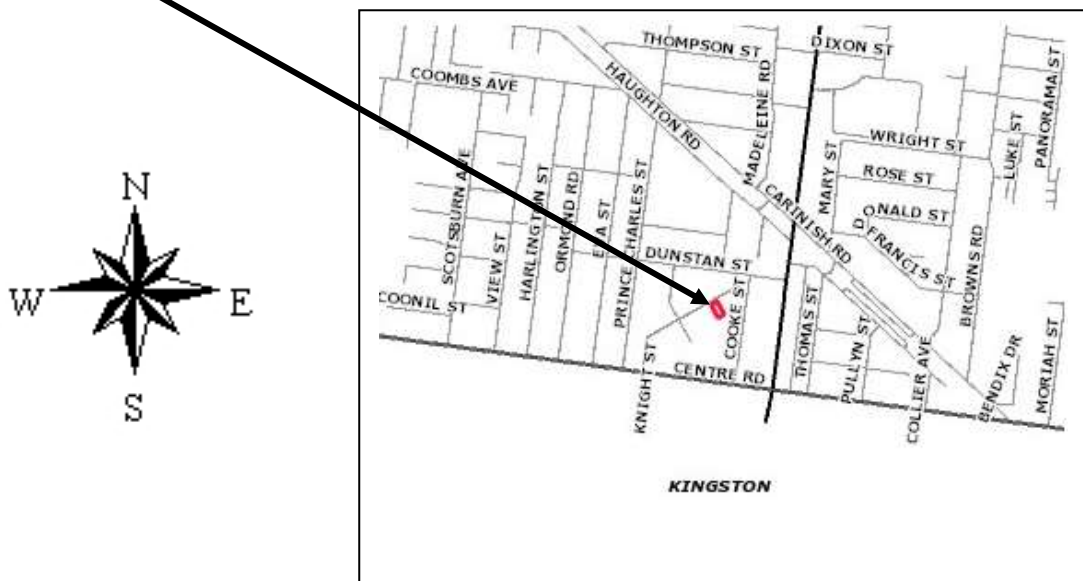 N
W
E
S
THOMPSON ST
DIXON ST
COOMBS AVE
HAUGHTON RD
MADELEINE RD
PANORAMA ST
LUKE ST
WRIGHT ST
ROSE ST
MARY ST
DONALD ST
CARINISH RD
FRANCIS ST
SCOTSBURN AVE
VIEW ST
HARLINGTON ST
ORMOND RD
PRINCE CHARLES ST
DUNSTAN ST
BROWNS RD
COONIL ST
COOKE ST
THOMAS ST
PULLYN ST
KNIGHT ST
CENTRE RD
COLLIER AVE
BENDIX DR
MORIAH ST
KINGSTON